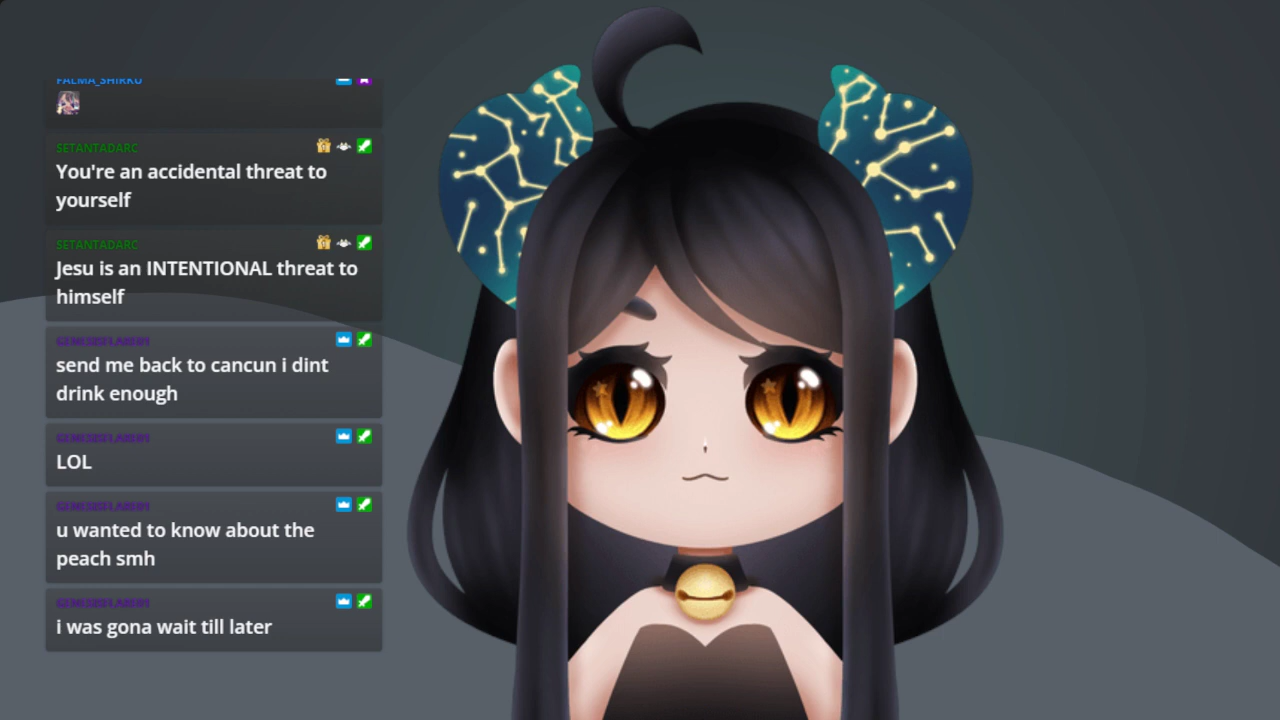 FALMA_SHIRKU
SETANTADARC
You're an accidental threat to
yourself
SETANTADARC
Jesu is an INTENTIONAL threat to
himself
send me back to cancun i dint
drink enough
LOL
u wanted to know about the
peach smh
i was gona wait till later